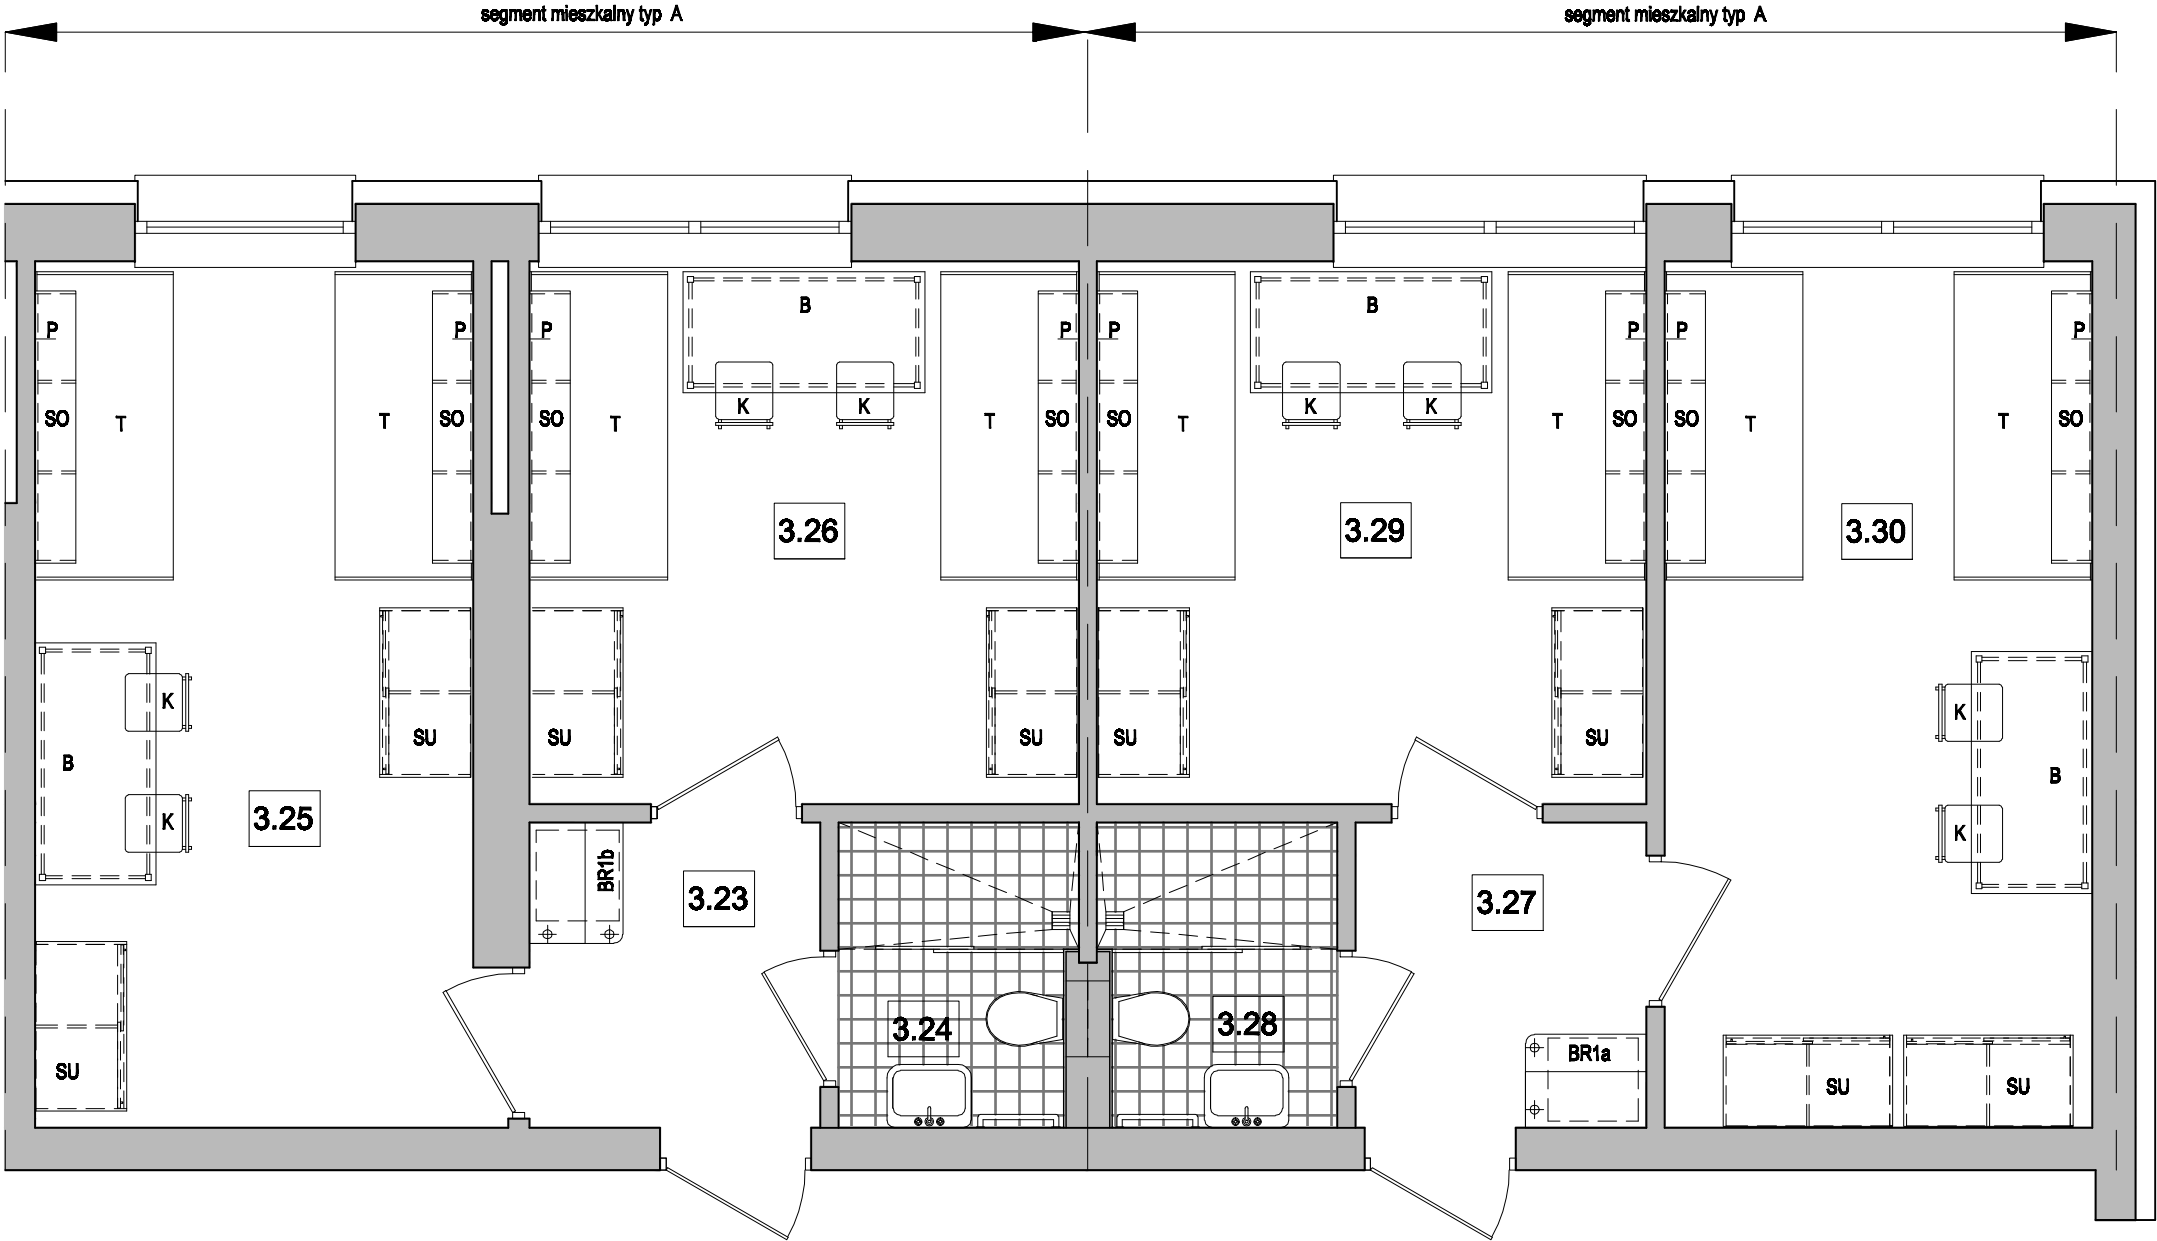 segment mieszkalny typ A
segment mieszkalny typ A
B
B
P
P
P
P
P
P
P
P
SO
T
T
SO
SO
T
K
K
T
SO
SO
T
K
K
T
SO
SO
T
T
SO
3.26
3.29
3.30
K
K
SU
SU
SU
SU
SU
B
B
3.25
K
K
BR1b
3.23
3.27
3.24
3.28
BR1a
SU
SU
SU